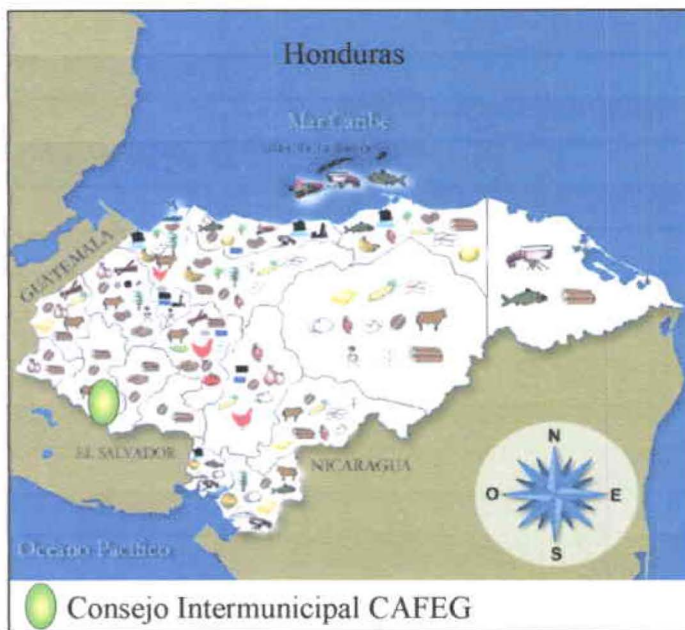 Honduras
Mar Caribe
GUATEMALA
EL SALVADOR
NICARAGUA
Océano Pacífico
N
O
E
S
Consejo Intermunicipal CAFEG